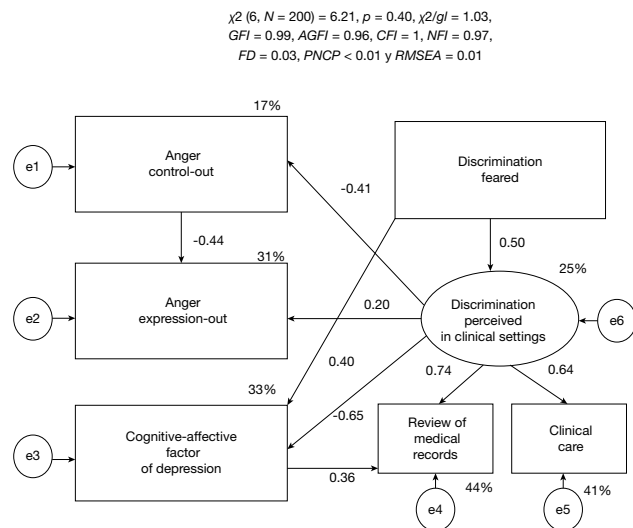 χ2 (6, N = 200) = 6.21, p = 0.40, χ2/gl = 1.03,
GFI = 0.99, AGFI = 0.96, CFI = 1, NFI = 0.97,
FD = 0.03, PNCP < 0.01 y RMSEA = 0.01
17%
Anger
control-out
e1
Discrimination
feared
-0.41
-0.44
0.50
31%
25%
Anger
expression-out
e2
0.20
Discrimination
perceived
in clinical settings
e6
0.40
0.74
0.64
33%
-0.65
Cognitive-affective
factor
of depression
e3
Review of
medical
records
Clinical
care
0.36
44%
41%
e4
e5